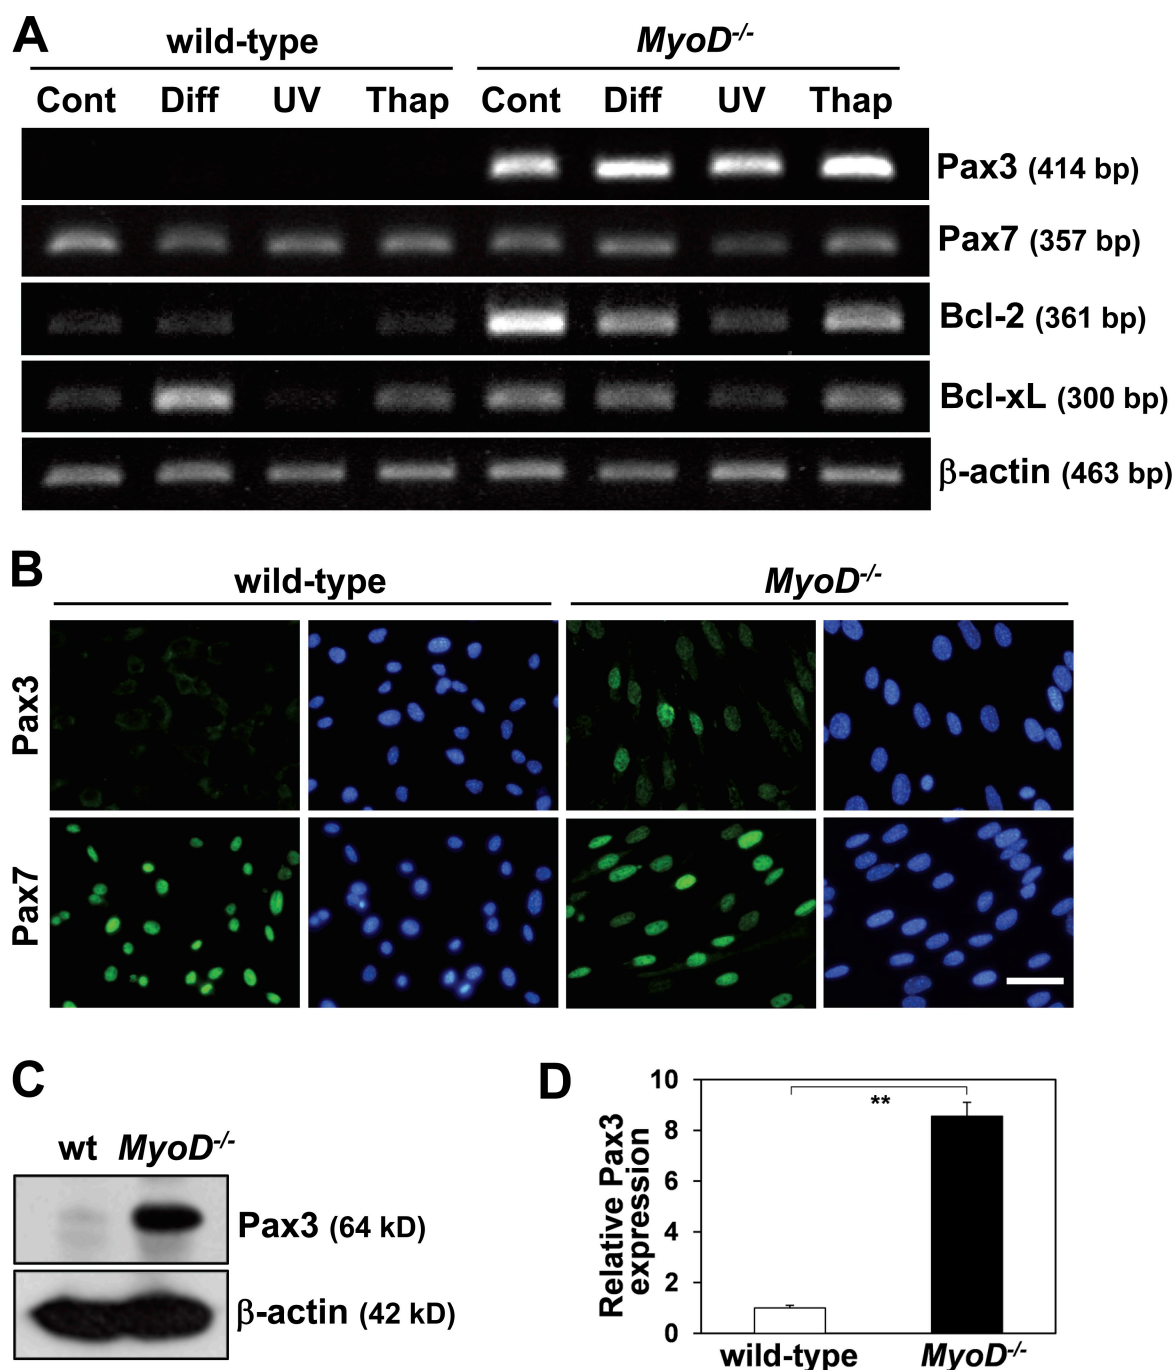 A
wild-type MyoD-/-
Cont Diff UV Thap Cont Diff UV Thap
Pax3 (414 bp)
Pax7 (357 bp)
Bcl-2 (361 bp)
Bcl-xL (300 bp)
β-actin (463 bp)
B
wild-type MyoD-/-
Pax3
Pax7
C
wt MyoD-/-
Pax3 (64 kD)
β-actin (42 kD)
D
Relative Pax3
expression
10
8
6
4
2
0
**
wild-type MyoD-/-